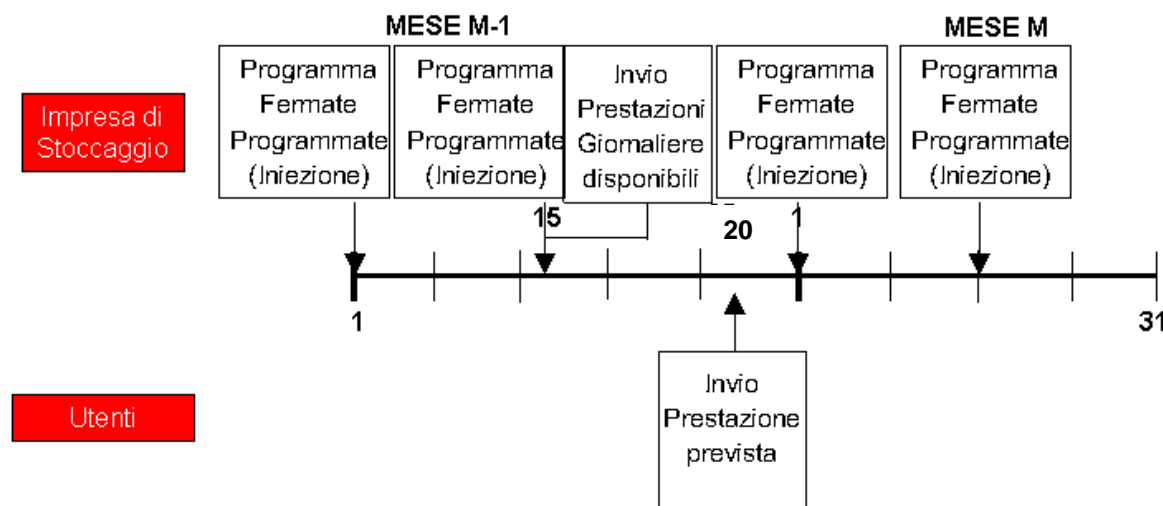 MESE M-1
MESE M
Programma
Fermate
Programmate
(Iniezione)
Programma
Fermate
Programmate
(Iniezione)
Invio
Prestazioni
Giornaliere
disponibili
Programma
Fermate
Programmate
(Iniezione)
Programma
Fermate
Programmate
(Iniezione)
Impresa di
Stoccaggio
15
20
1
1
31
Invio
Prestazione
prevista
Utenti